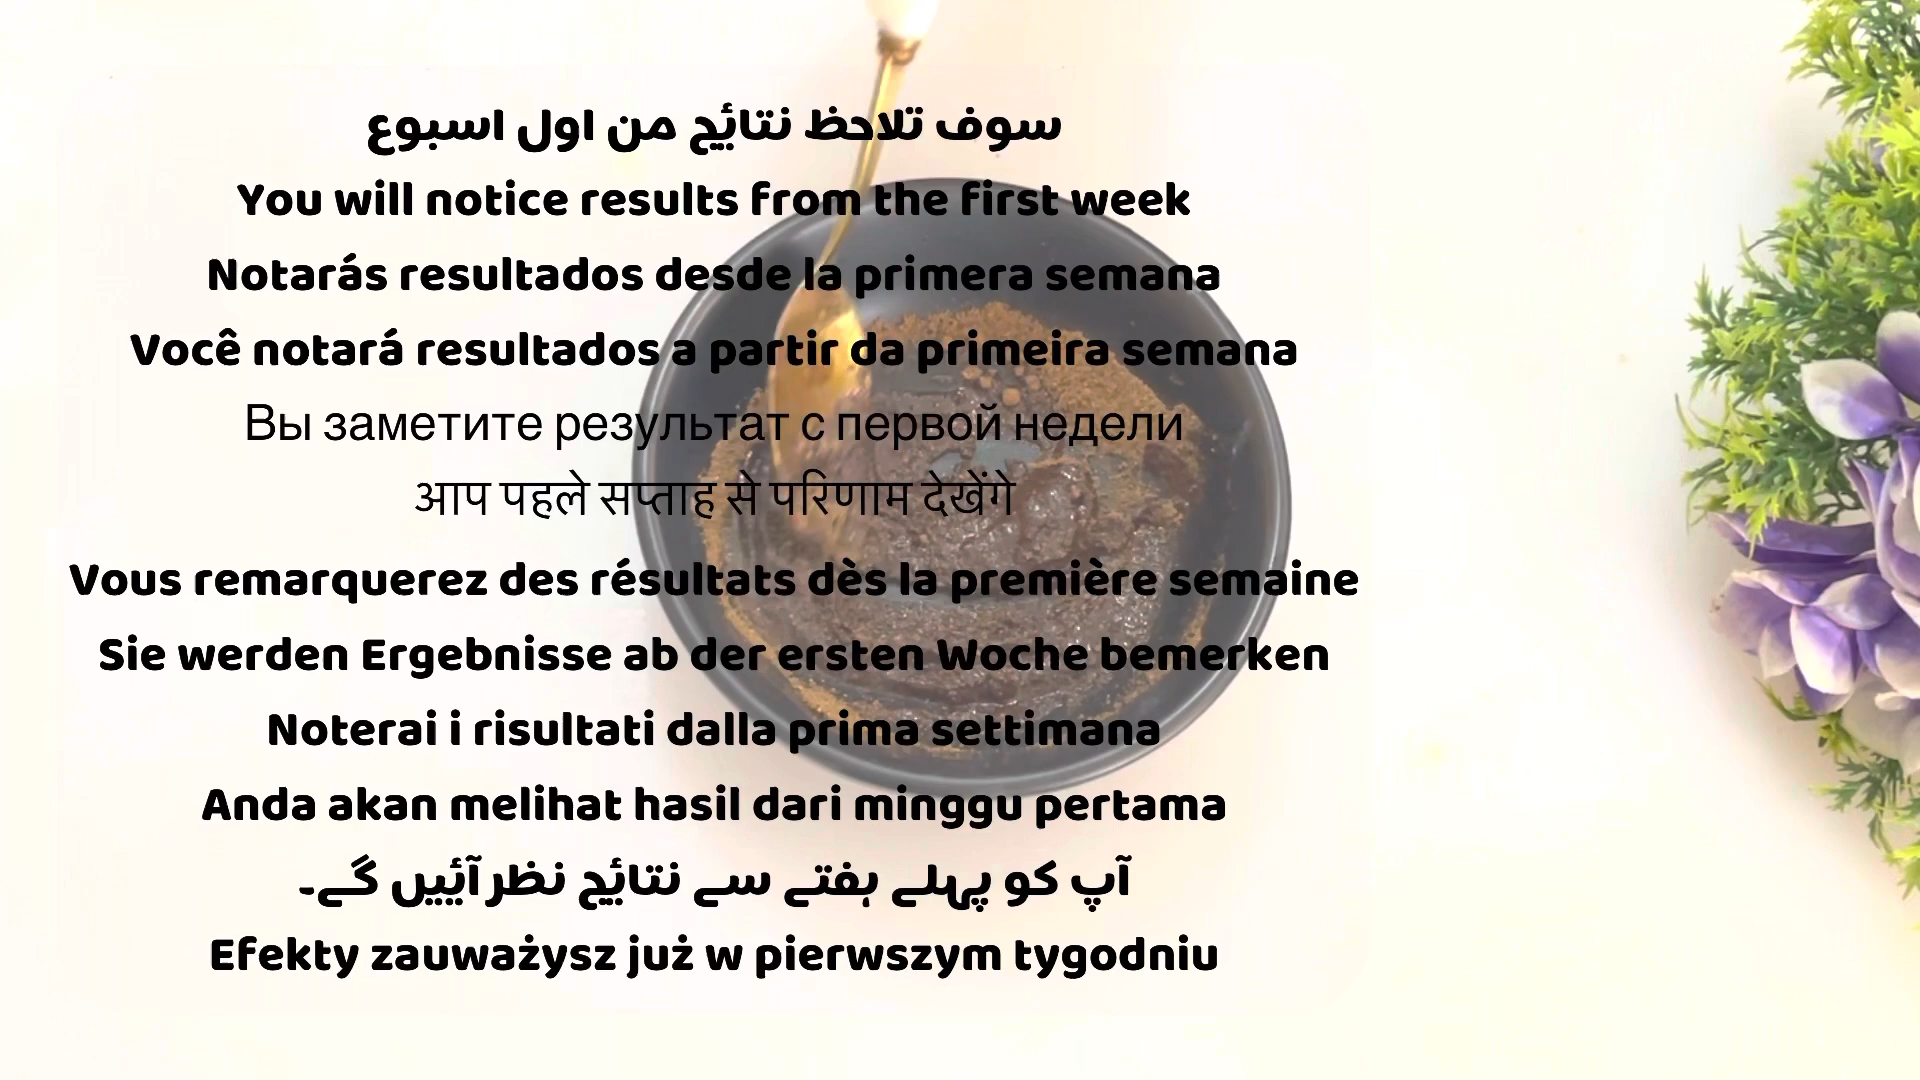 سوف تلاحظ نتائج من اول اسبوع
You will notice results from the first week
Notarás resultados desde la primera semana
Você notará resultados a partir da primeira semana
Вы заметите результат с первой недели
आप पहले सप्ताह से परिणाम देखेंगे
Vous remarquerez des résultats dès la première semaine
Sie werden Ergebnisse ab der ersten Woche bemerken
Noterai i risultati dalla prima settimana
Anda akan melihat hasil dari minggu pertama
آپ کو پہلے ہفتے سے نتائج نظر آئیں گے۔
Efekty zauważysz już w pierwszym tygodniu